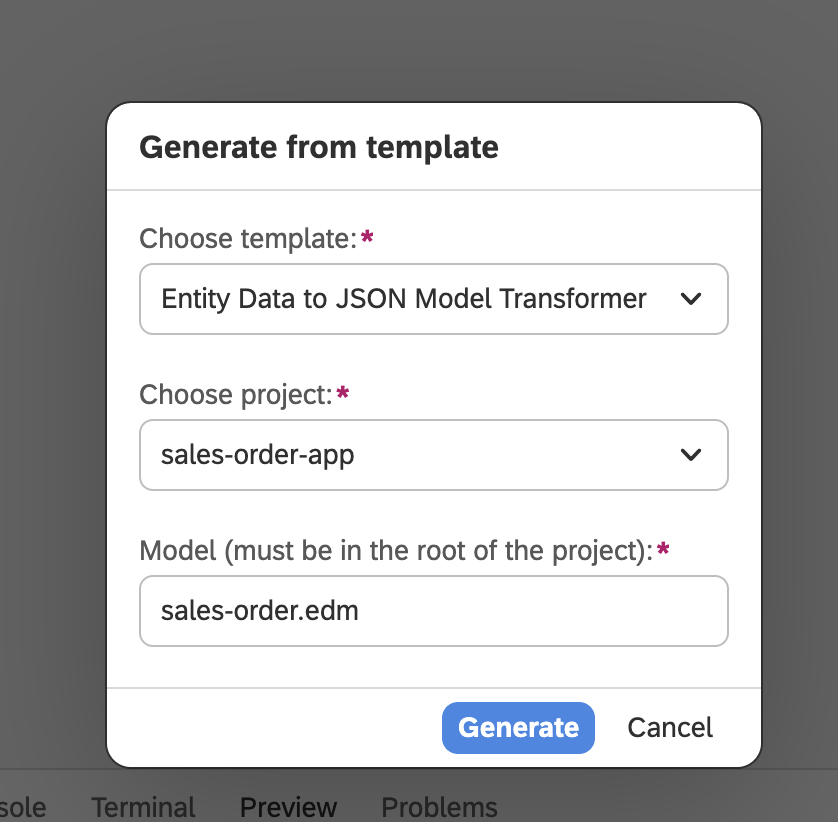 Generate from template
Choose template:*
Entity Data to JSON Model Transformer
Choose project:*
sales-order-app
Model (must be in the root of the project):*
sales-order.edm
Generate Cancel
sole Terminal Preview Problems